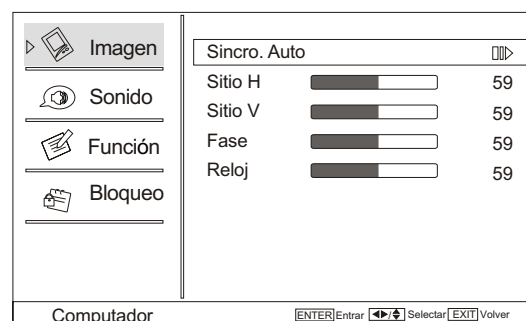 Imagen
Sonido
Función
Bloqueo
Sincro. Auto
Sitio H 59
Sitio V 59
Fase 59
Reloj 59
Computador
ENTER Entrar / Selectar EXIT Volver